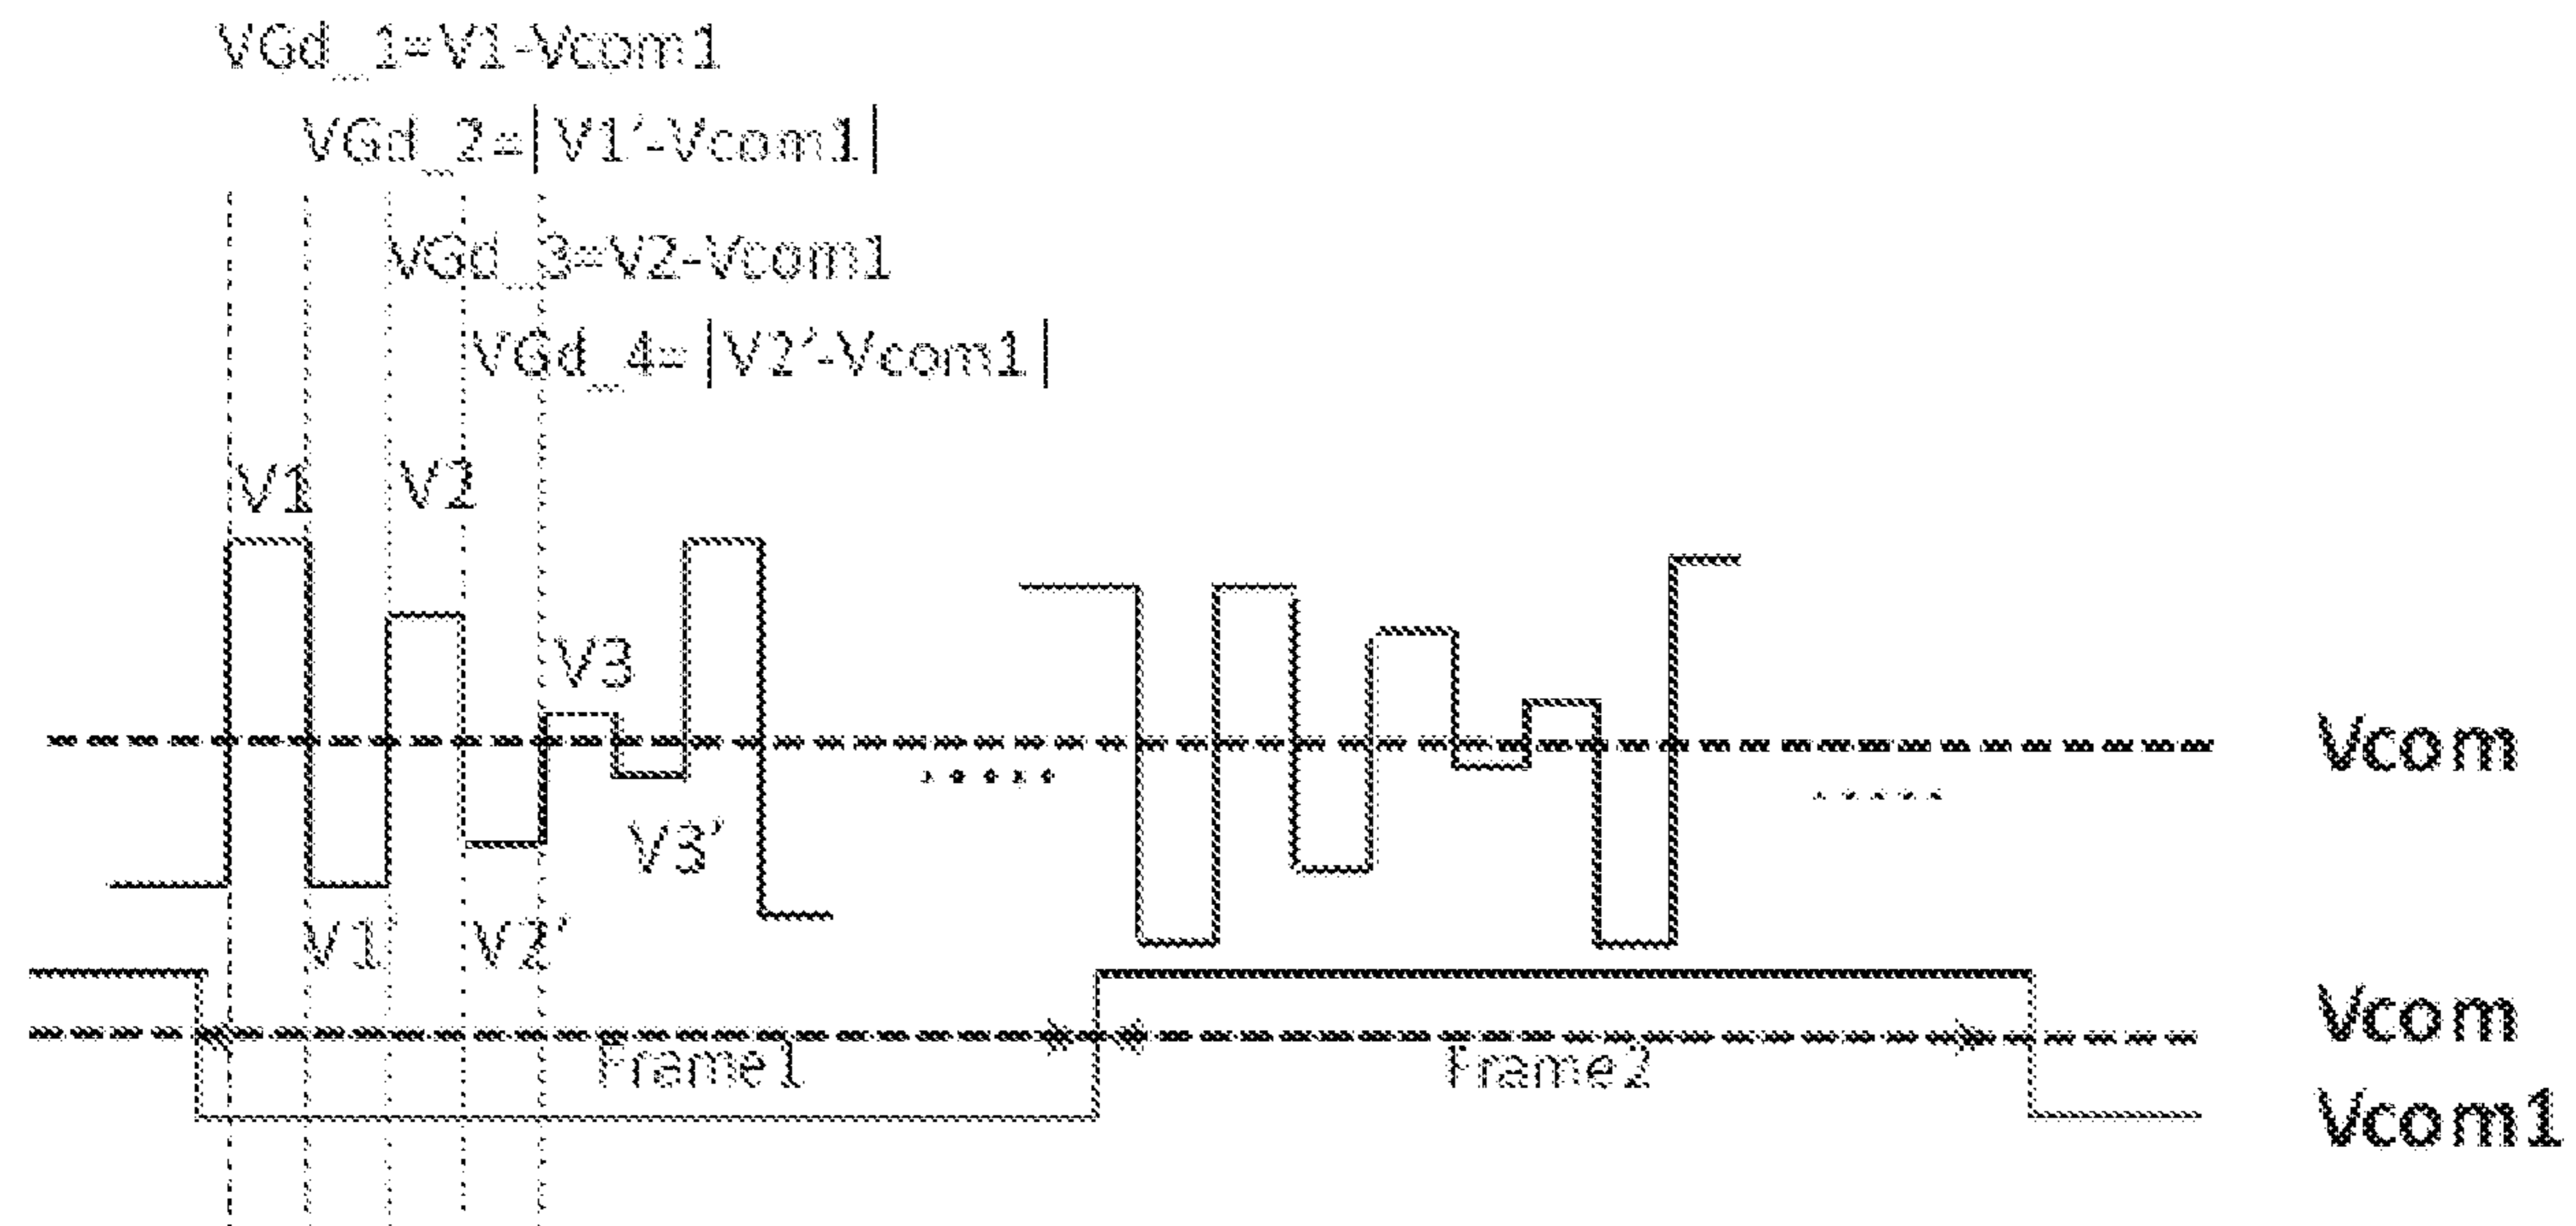 VGd_1=V1-Vcom1
VGd_2=|V1′-Vcom1|
VGd_3=V2-Vcom1
VGd_4=|V2′-Vcom1|
V1
V2
V3
Vcom
V3′
V1′
V2′
Vcom
Frame1
Frame2
Vcom1